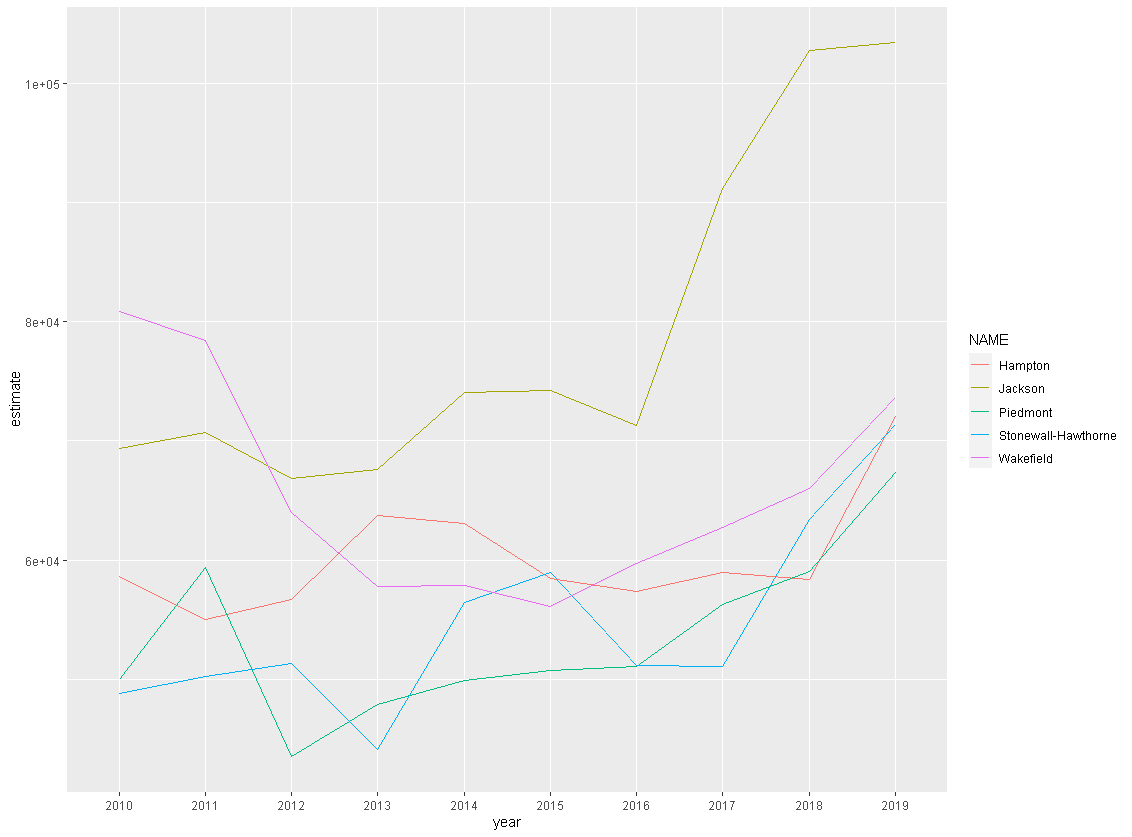 1e+05
8e+04
6e+04
estimate
2010 2011 2012 2013 2014 2015 2016 2017 2018 2019
year
NAME
Hampton
Jackson
Piedmont
Stonewall-Hawthorne
Wakefield